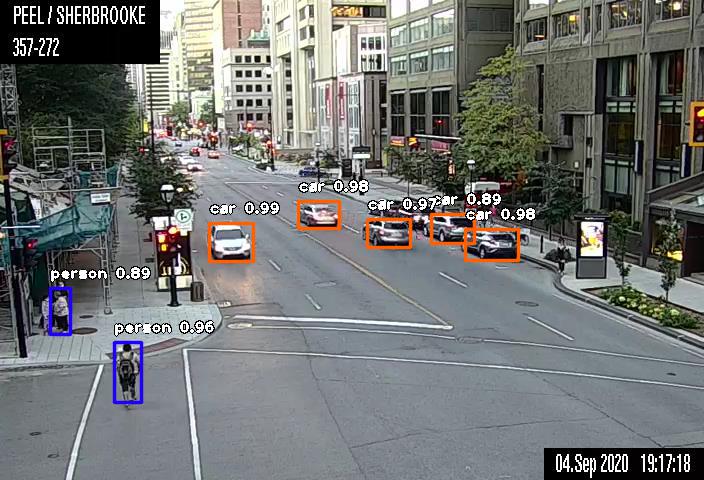 PEEL / SHERBROOKE
357-272
car 0.98
car 0.99
car 0.97
car 0.89
car 0.98
person 0.89
person 0.96
04.Sep 2020 19:17:18